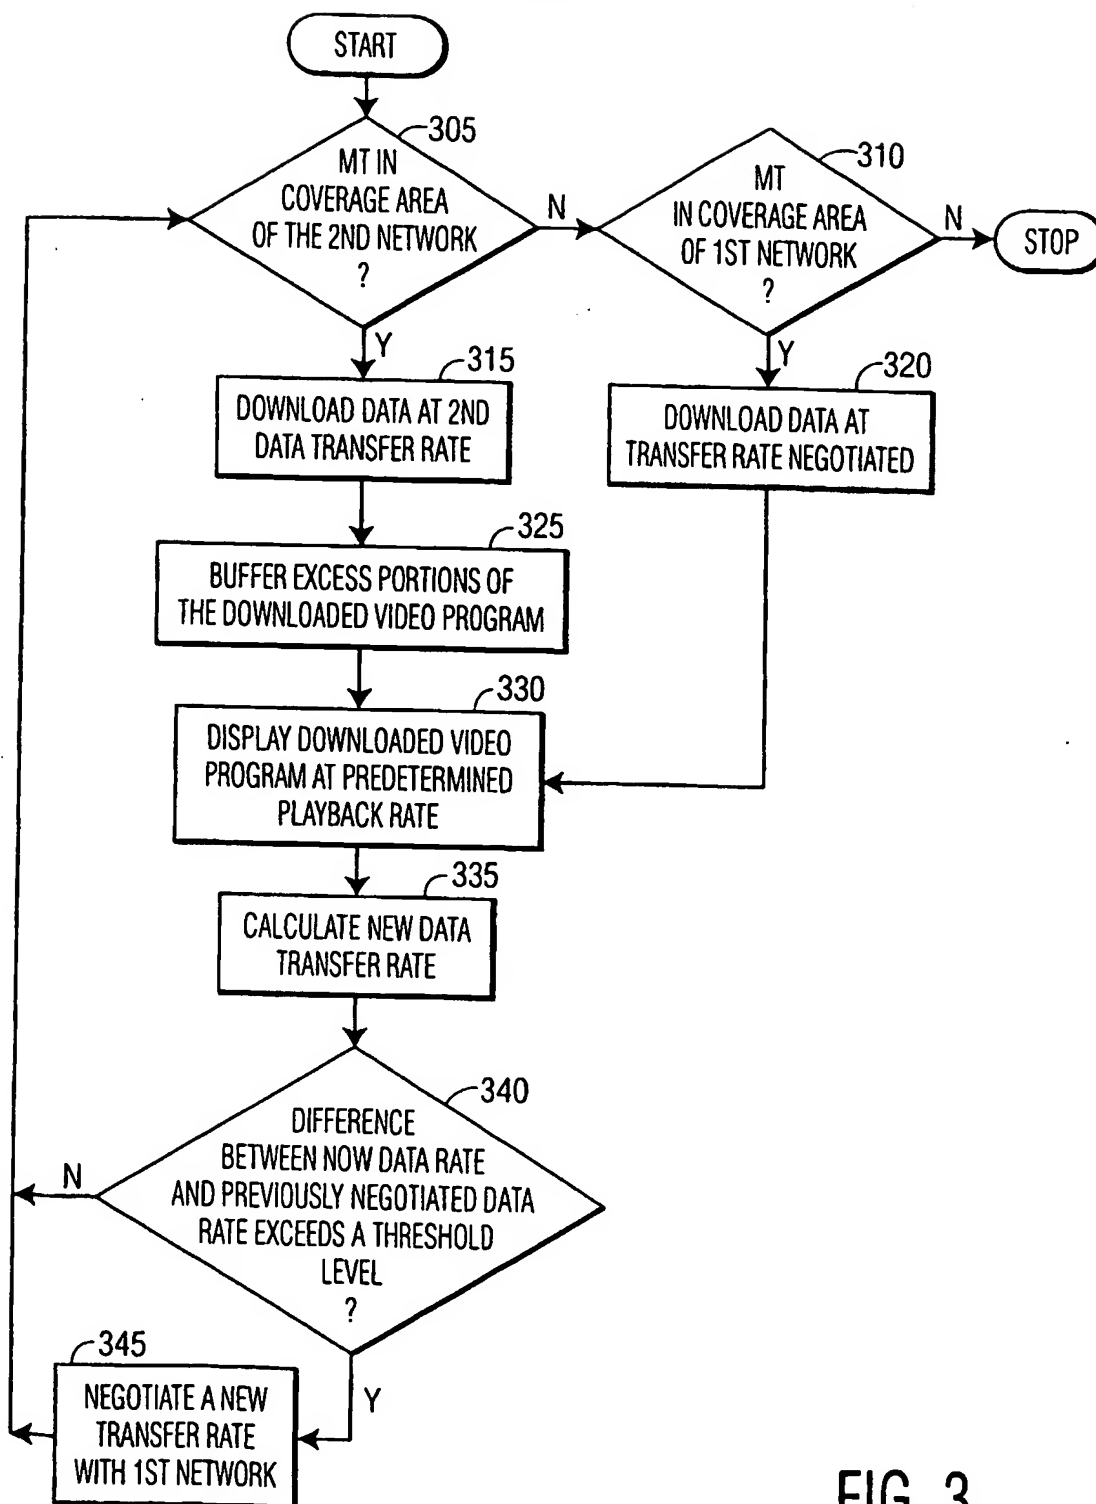 START
305
MT IN
COVERAGE AREA
OF THE 2ND NETWORK
?
N
310
MT
IN COVERAGE AREA
OF 1ST NETWORK
?
N
STOP
Y
315
DOWNLOAD DATA AT 2ND
DATA TRANSFER RATE
Y
320
DOWNLOAD DATA AT
TRANSFER RATE NEGOTIATED
325
BUFFER EXCESS PORTIONS OF
THE DOWNLOADED VIDEO PROGRAM
330
DISPLAY DOWNLOADED VIDEO
PROGRAM AT PREDETERMINED
PLAYBACK RATE
335
CALCULATE NEW DATA
TRANSFER RATE
340
DIFFERENCE
BETWEEN NOW DATA RATE
AND PREVIOUSLY NEGOTIATED DATA
RATE EXCEEDS A THRESHOLD
LEVEL
?
N
Y
345
NEGOTIATE A NEW
TRANSFER RATE
WITH 1ST NETWORK
FIG. 3